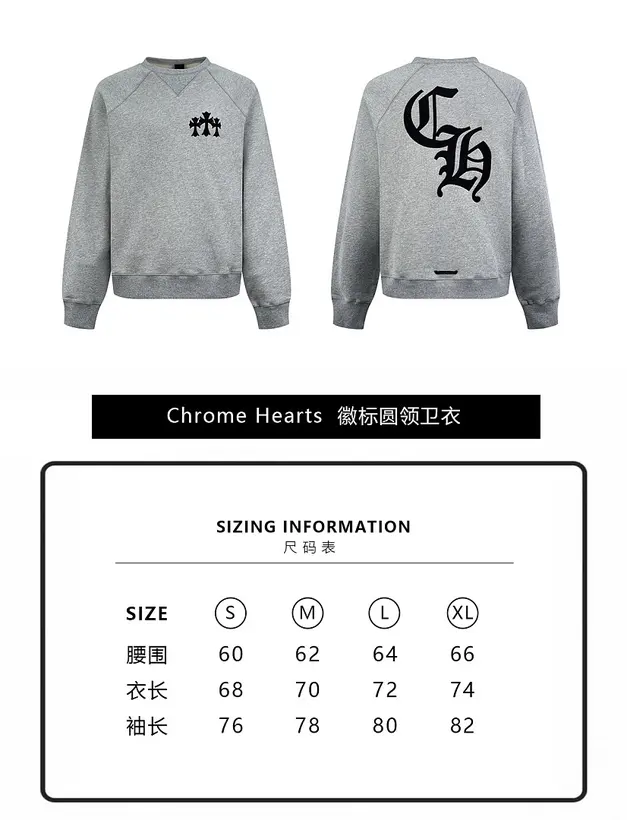 CH
Chrome Hearts 徽标圆领卫衣
SIZING INFORMATION
尺码表
SIZE S M L XL
腰围 60 62 64 66
衣长 68 70 72 74
袖长 76 78 80 82